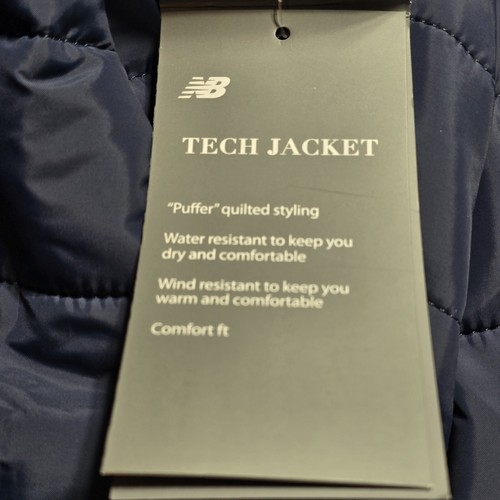 NB
TECH JACKET
"Puffer" quilted styling
Water resistant to keep you
dry and comfortable
Wind resistant to keep you
warm and comfortable
Comfort ft